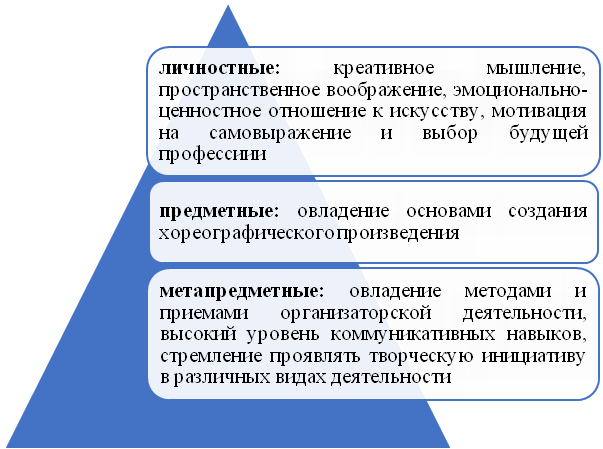 личностные: креативное мышление,
пространственное воображение, эмоционально-
ценностное отношение к искусству, мотивация
на самовыражение и выбор будущей
профессиии
предметные: овладение основами создания
хореографического произведения
метапредметные: овладение методами и
приемами организаторской деятельности,
высокий уровень коммуникативных навыков,
стремление проявлять творческую инициативу
в различных видах деятельности